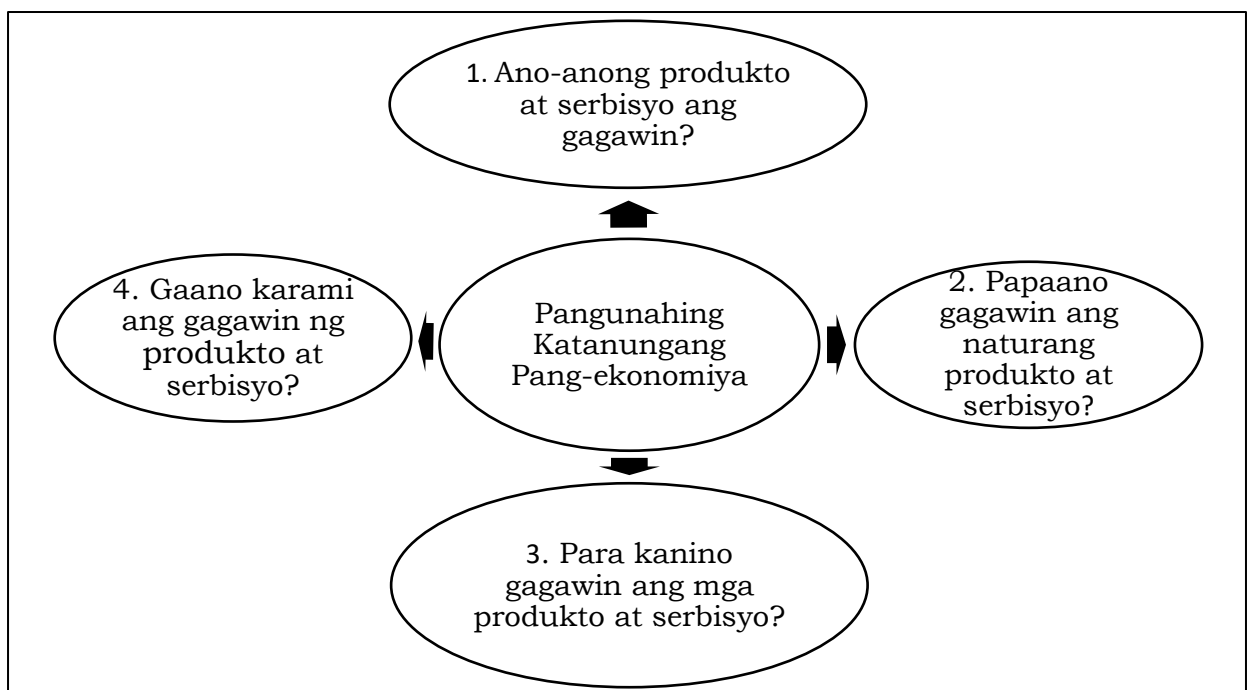 1. Ano-anong produkto
at serbisyo ang
gagawin?
4. Gaano karami
ang gagawin ng
produkto at
serbisyo?
Pangunahing
Katanungang
Pang-ekonomiya
2. Papaano
gagawin ang
naturang
produkto at
serbisyo?
3. Para kanino
gagawin ang mga
produkto at serbisyo?